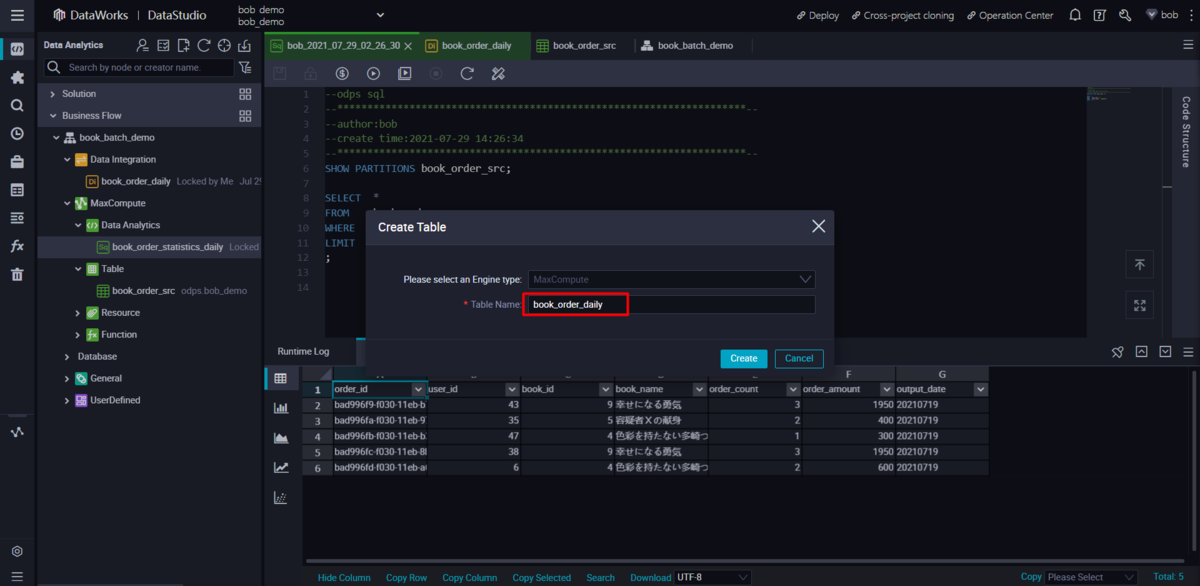 DataWorks | DataStudio
bob demo
bob_demo
Deploy
Cross-project cloning
Operation Center
bob
Data Analytics
Search by node or creator name.
Solution
Business Flow
book_batch_demo
Data Integration
Di book_order_daily Locked by Me Jul 29
MaxCompute
Data Analytics
Sq book_order_statistics_daily Locked
Table
book_order_src odps.bob_demo
Resource
fx Function
Database
General
UserDefined
fx
Sq bob_2021_07_29_02_26_30
Di book_order_daily
book_order_src
book_batch_demo
1 --odps sql
2 --********************************************************************--
3 --author:bob
4 --create time:2021-07-29 14:26:34
5 --********************************************************************--
6 SHOW PARTITIONS book_order_src;
7
8 SELECT *
9 FROM
10 WHERE
11 LIMIT
12 ;
13
14
Code Structure
Create Table
Please select an Engine type: MaxCompute
* Table Name: book_order_daily
Create
Cancel
Runtime Log
F G
1 order_id user_id book_id book_name order_count order_amount output_date
2 bad996f9-f030-11eb-b 43 9 幸せになる勇気 3 1950 20210719
3 bad996fa-f030-11eb-9 35 5 容疑者Xの献身 2 400 20210719
4 bad996fb-f030-11eb-b 47 4 色彩を持たない多崎つ 1 300 20210719
5 bad996fc-f030-11eb-8 38 9 幸せになる勇気 3 1950 20210719
6 bad996fd-f030-11eb-a 6 4 色彩を持たない多崎つ 2 600 20210719
Hide Column
Copy Row
Copy Column
Copy Selected
Search
Download UTF-8
Copy Please Select
Total: 5